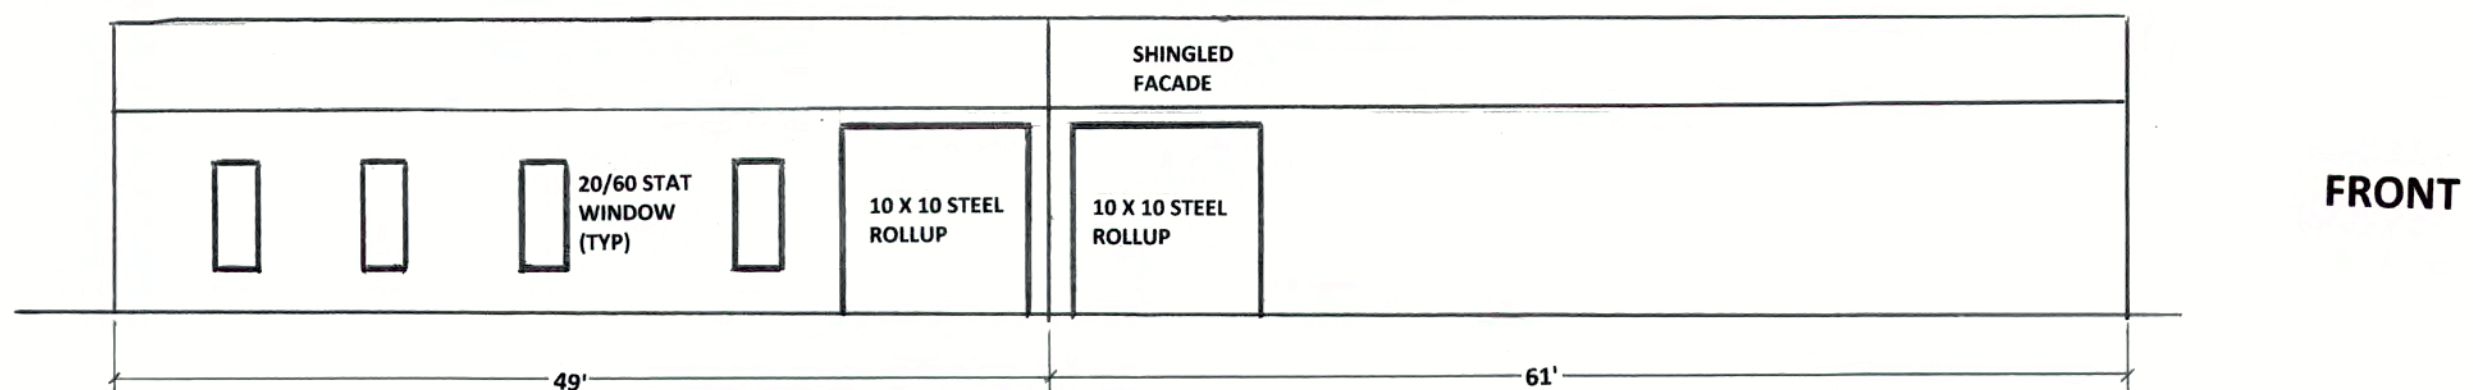 SHINGLED
FACADE
20/60 STAT
WINDOW
(TYP)
10 X 10 STEEL
ROLLUP
10 X 10 STEEL
ROLLUP
FRONT
49'
61'